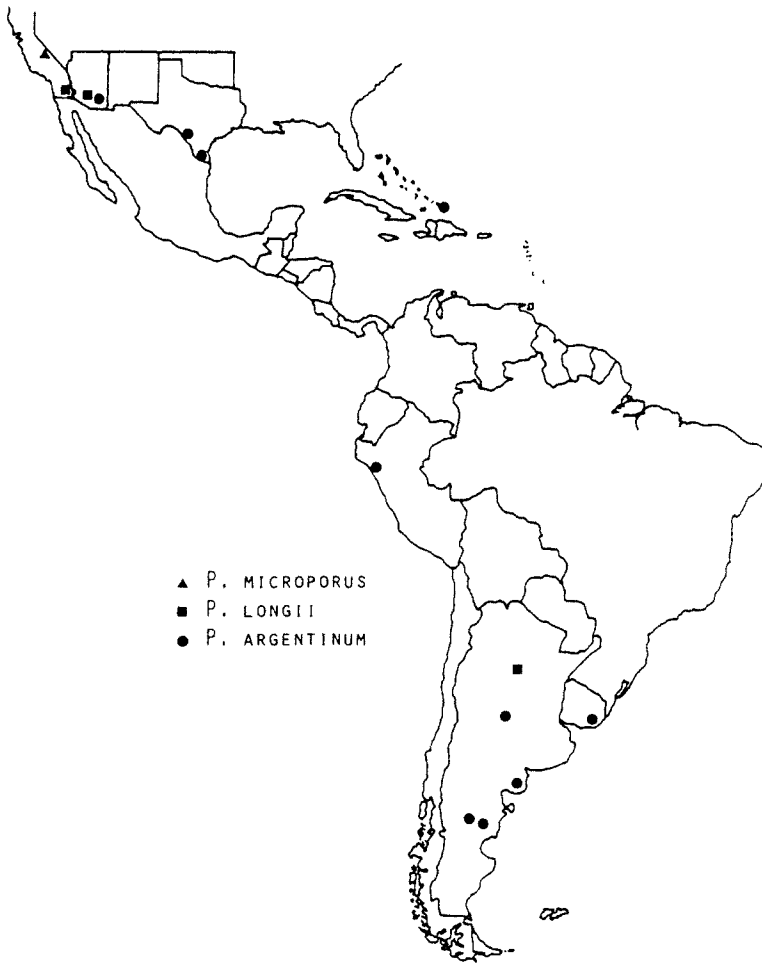 ▲ P. MICROPORUS
■ P. LONGII
● P. ARGENTINUM